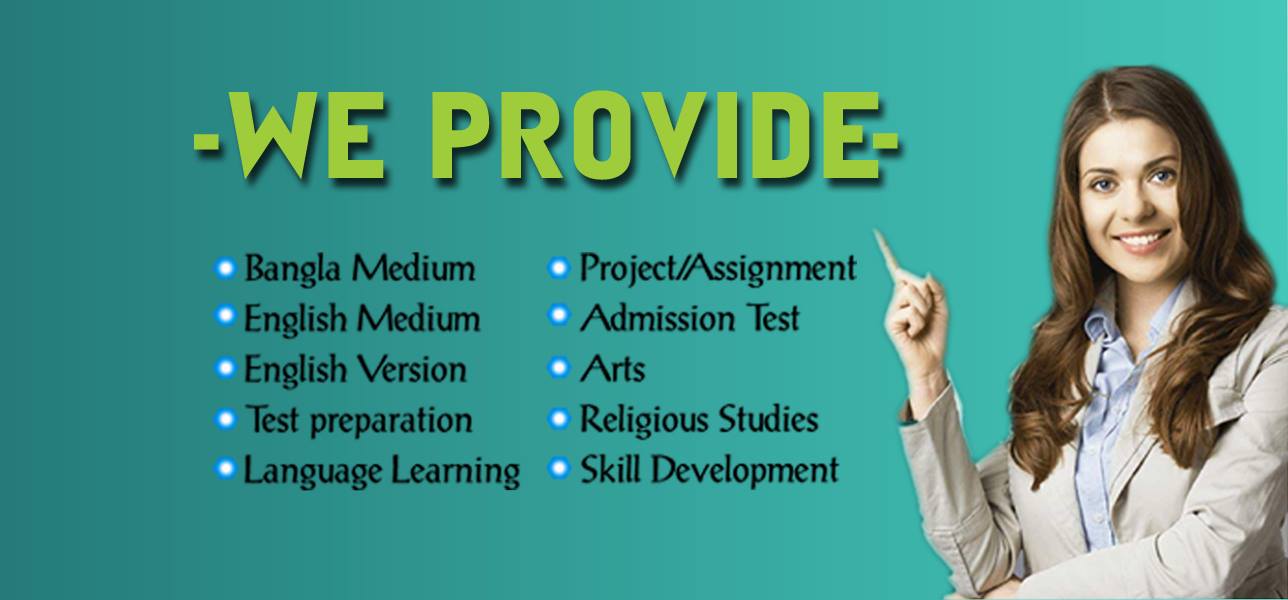 -WE PROVIDE-
Bangla Medium
English Medium
English Version
Test preparation
Language Learning
Project/Assignment
Admission Test
Arts
Religious Studies
Skill Development